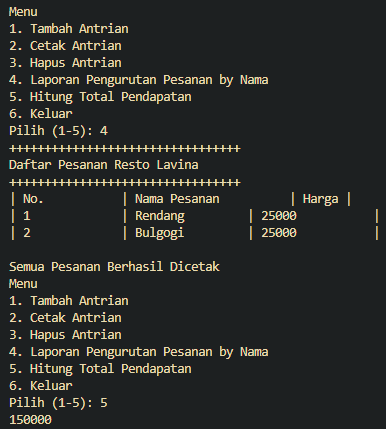 Menu
1. Tambah Antrian
2. Cetak Antrian
3. Hapus Antrian
4. Laporan Pengurutan Pesanan by Nama
5. Hitung Total Pendapatan
6. Keluar
Pilih (1-5): 4
+++++++++++++++++++++++++++++++++
Daftar Pesanan Resto Lavina
+++++++++++++++++++++++++++++++++
| No. | Nama Pesanan | Harga |
| 1 | Rendang | 25000 |
| 2 | Bulgogi | 25000 |
Semua Pesanan Berhasil Dicetak
Menu
1. Tambah Antrian
2. Cetak Antrian
3. Hapus Antrian
4. Laporan Pengurutan Pesanan by Nama
5. Hitung Total Pendapatan
6. Keluar
Pilih (1-5): 5
150000